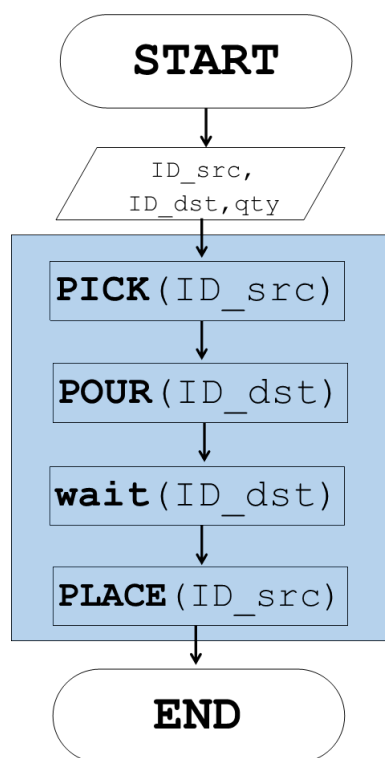 START
ID_src,
ID_dst,qty
PICK(ID_src)
POUR(ID_dst)
wait(ID_dst)
PLACE(ID_src)
END